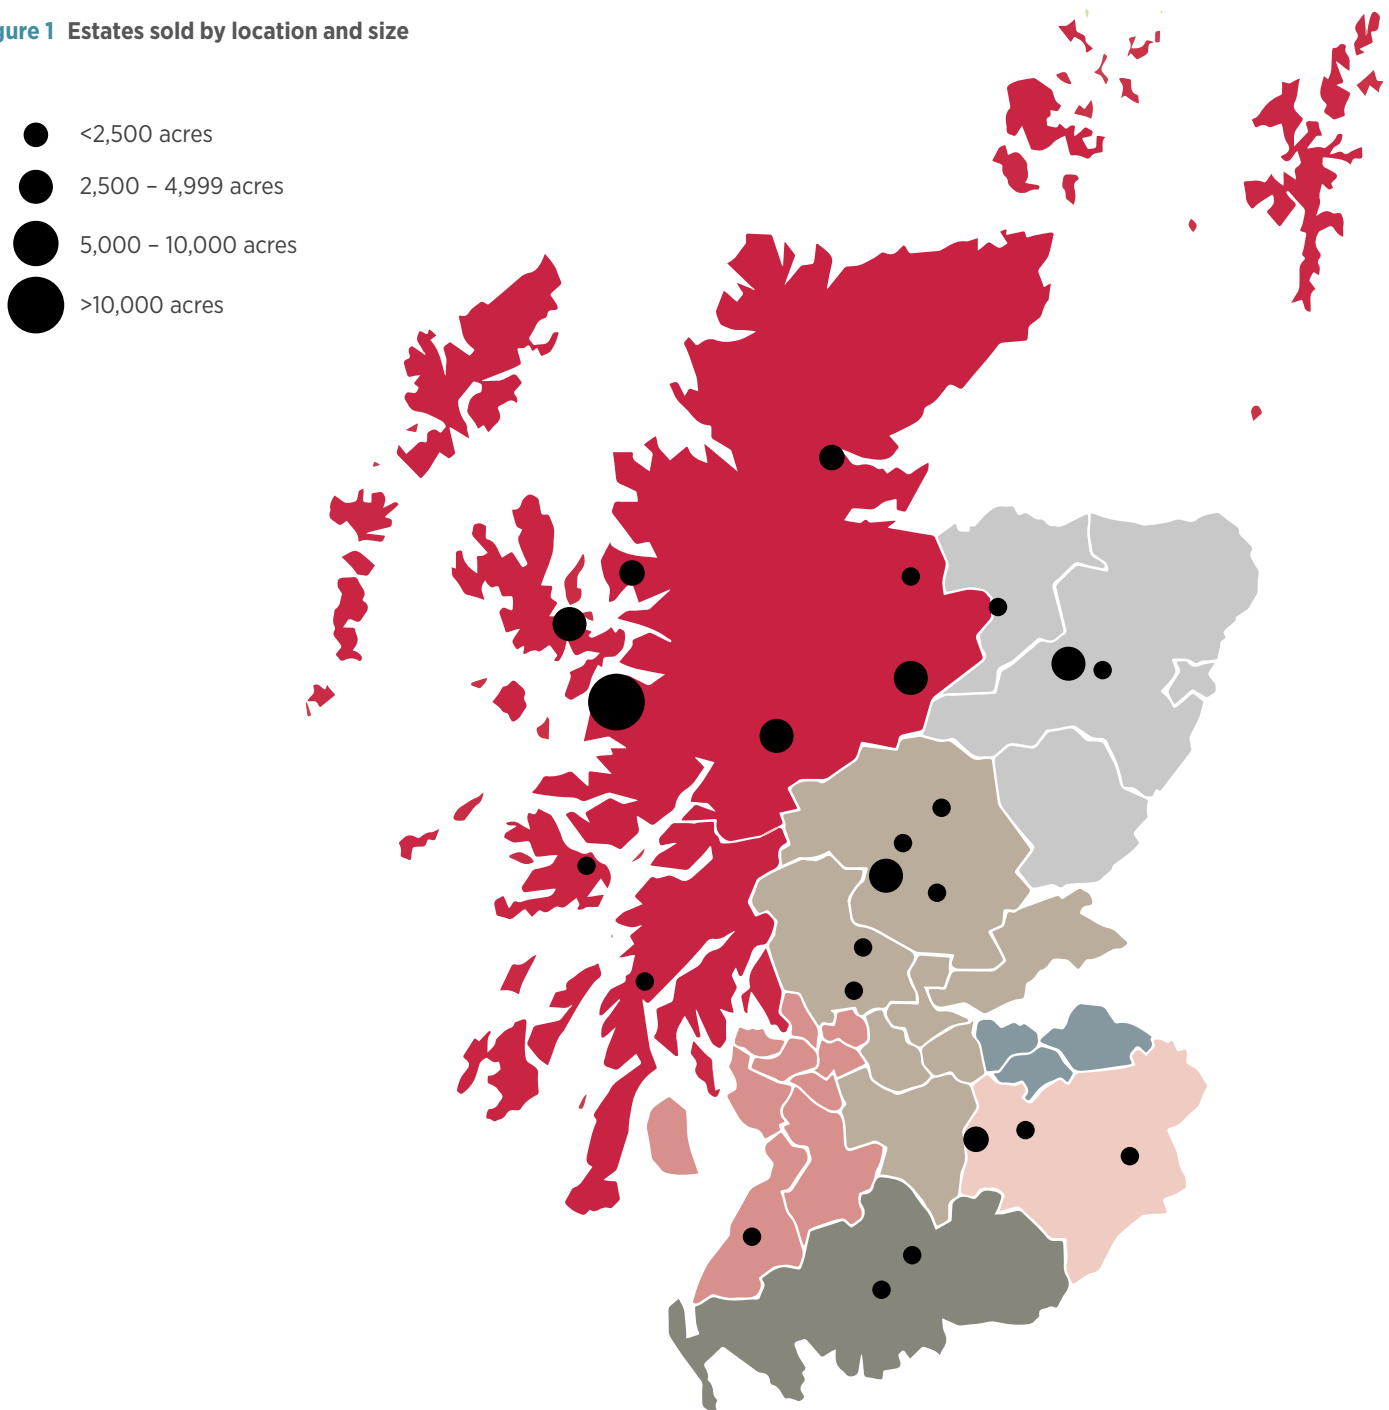 gure 1 Estates sold by location and size
<2,500 acres
2,500 – 4,999 acres
5,000 – 10,000 acres
>10,000 acres